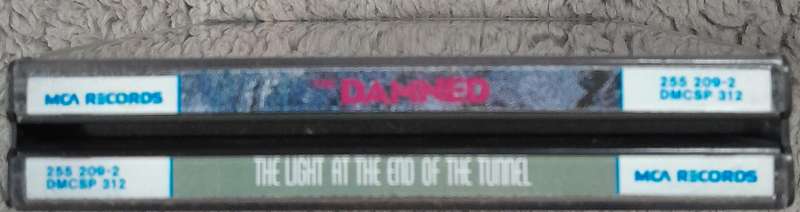 MCA RECORDS
THE DAMNED
255 209-2
DMCSP 312
255 209-2
DMCSP 312
THE LIGHT AT THE END OF THE TUNNEL
MCA RECORDS